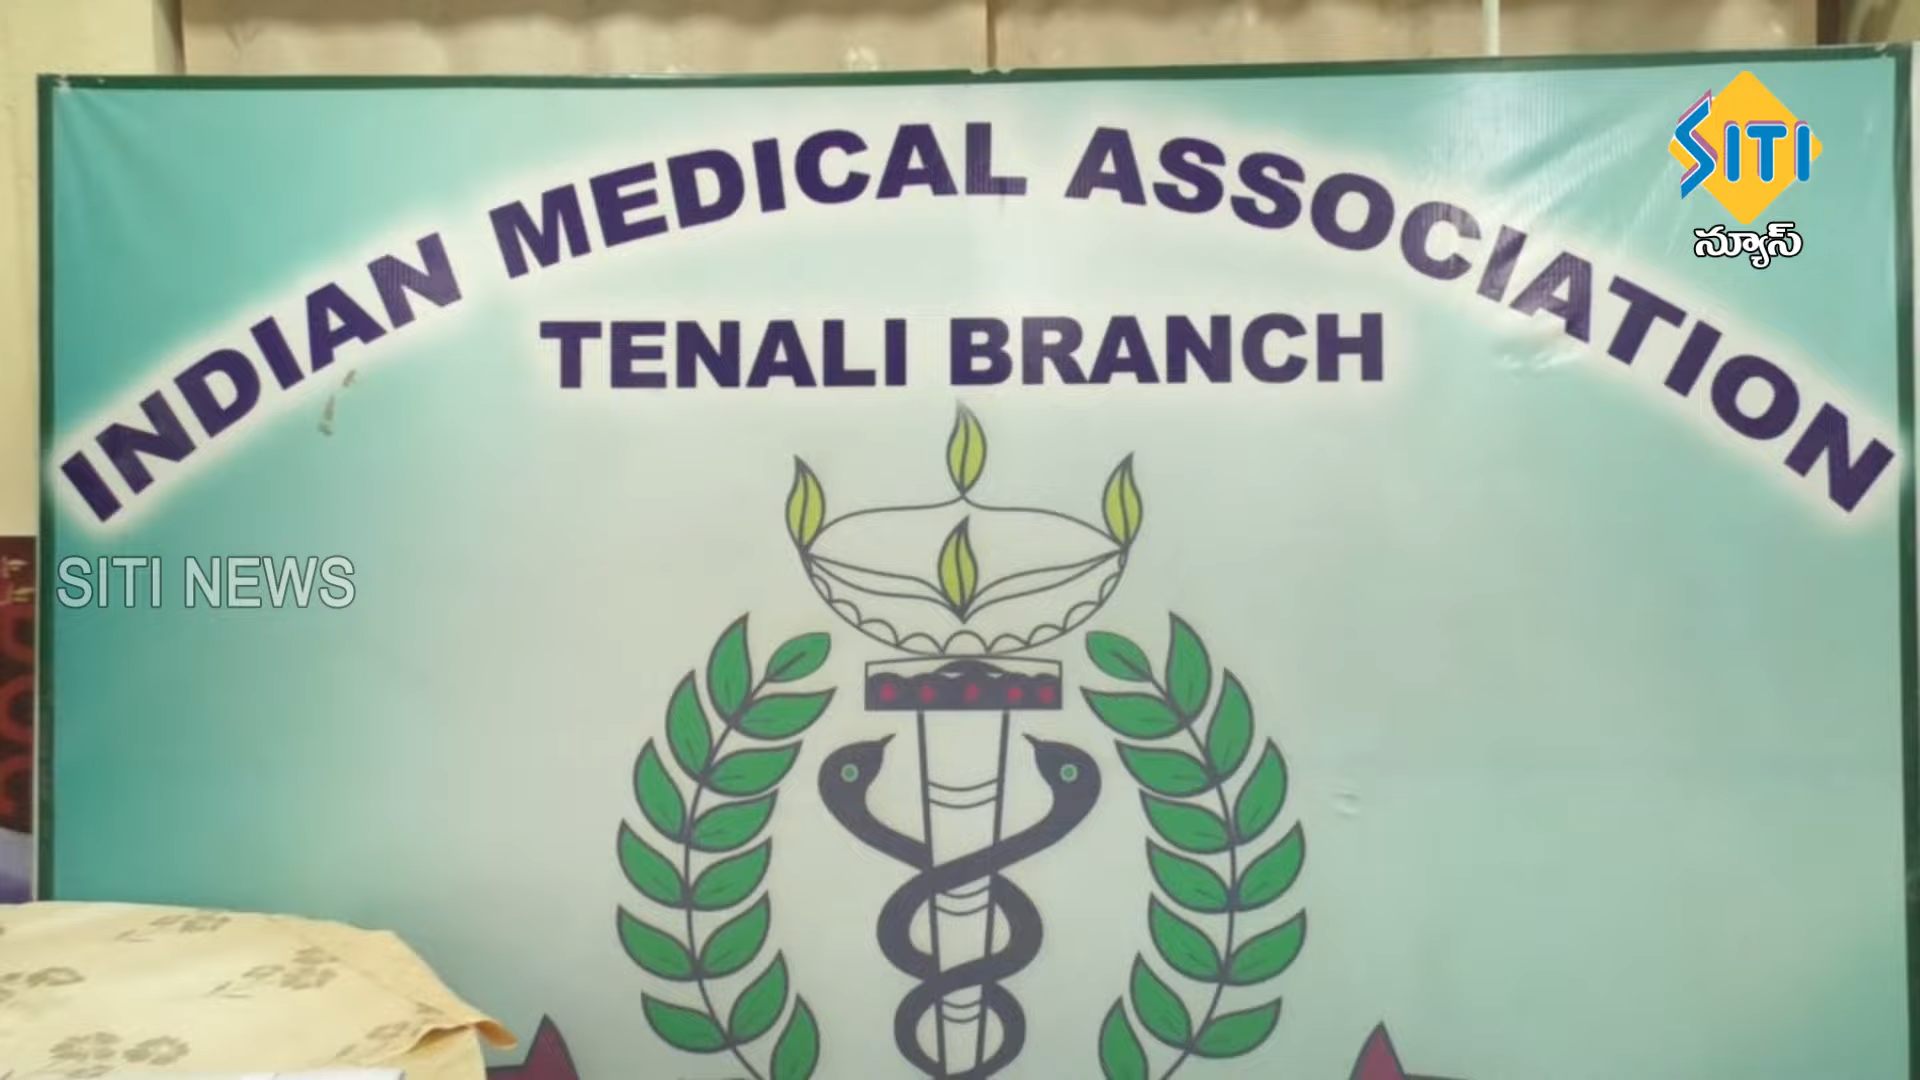 INDIAN MEDICAL ASSOCIATION
TENALI BRANCH
SITI
న్యూస్
SITI NEWS